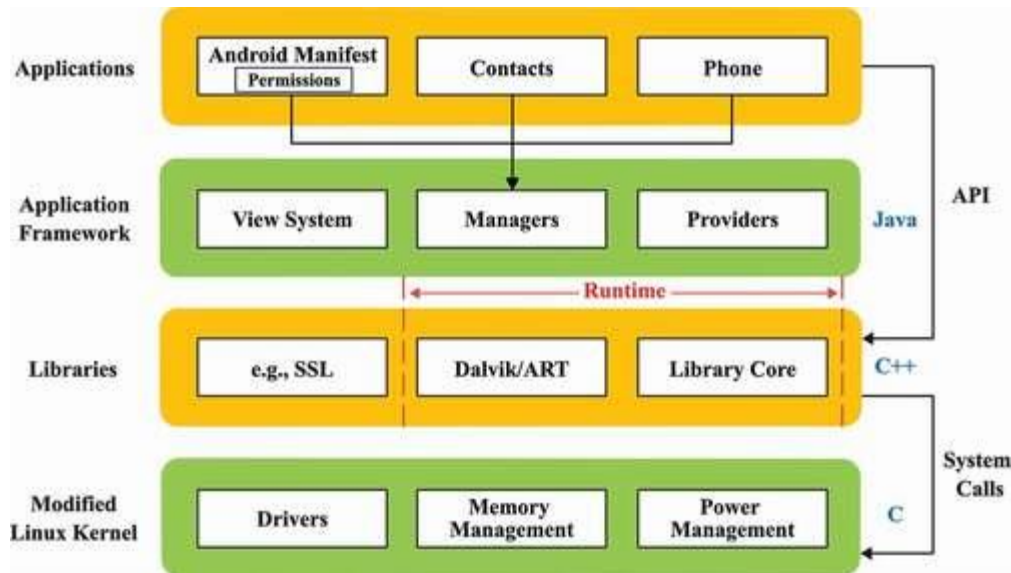 Applications
Android Manifest
Permissions
Contacts
Phone
API
Application
Framework
View System
Managers
Providers
Java
Runtime
Libraries
e.g., SSL
Dalvik/ART
Library Core
C++
System
Calls
Modified
Linux Kernel
Drivers
Memory
Management
Power
Management
C